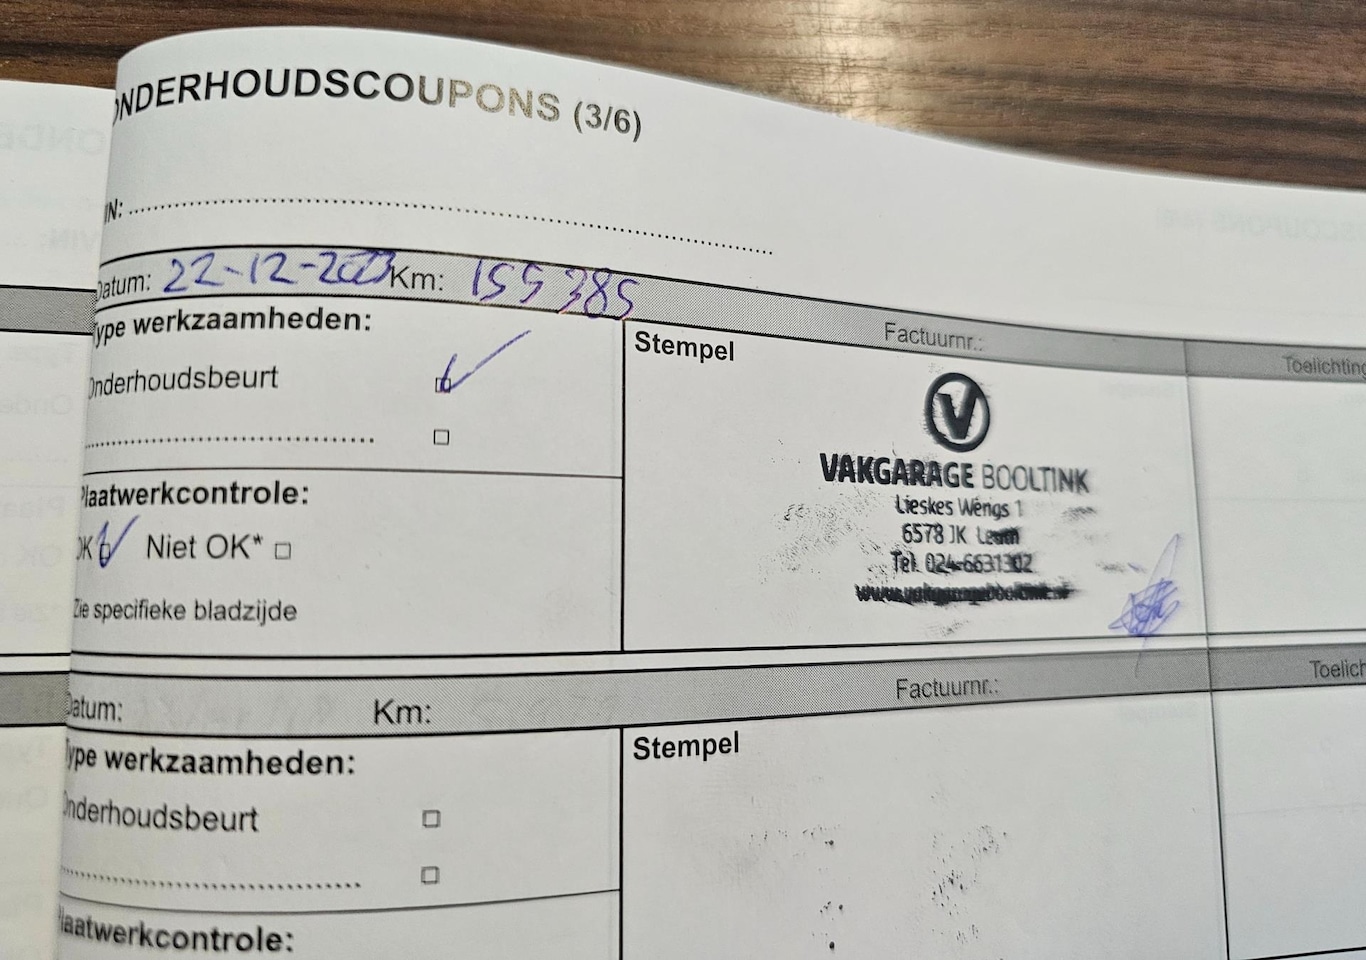 ONDERHOUDSCOUPONS (3/6)
IN: ................................
Datum: 22-12-2023 Km: 155385 Factuurnr.: Toelichting
Type werkzaamheden:
Onderhoudsbeurt
Stempel
VAKGARAGE BOOLTINK
Lieskes Wengs 1
6578 JK Leuth
Tel. 024-6631302
Plaatwerkcontrole:
OK Niet OK*
Zie specifieke bladzijde
Datum: Km: Factuurnr.: Toelich
Type werkzaamheden:
Onderhoudsbeurt
Stempel
Plaatwerkcontrole: